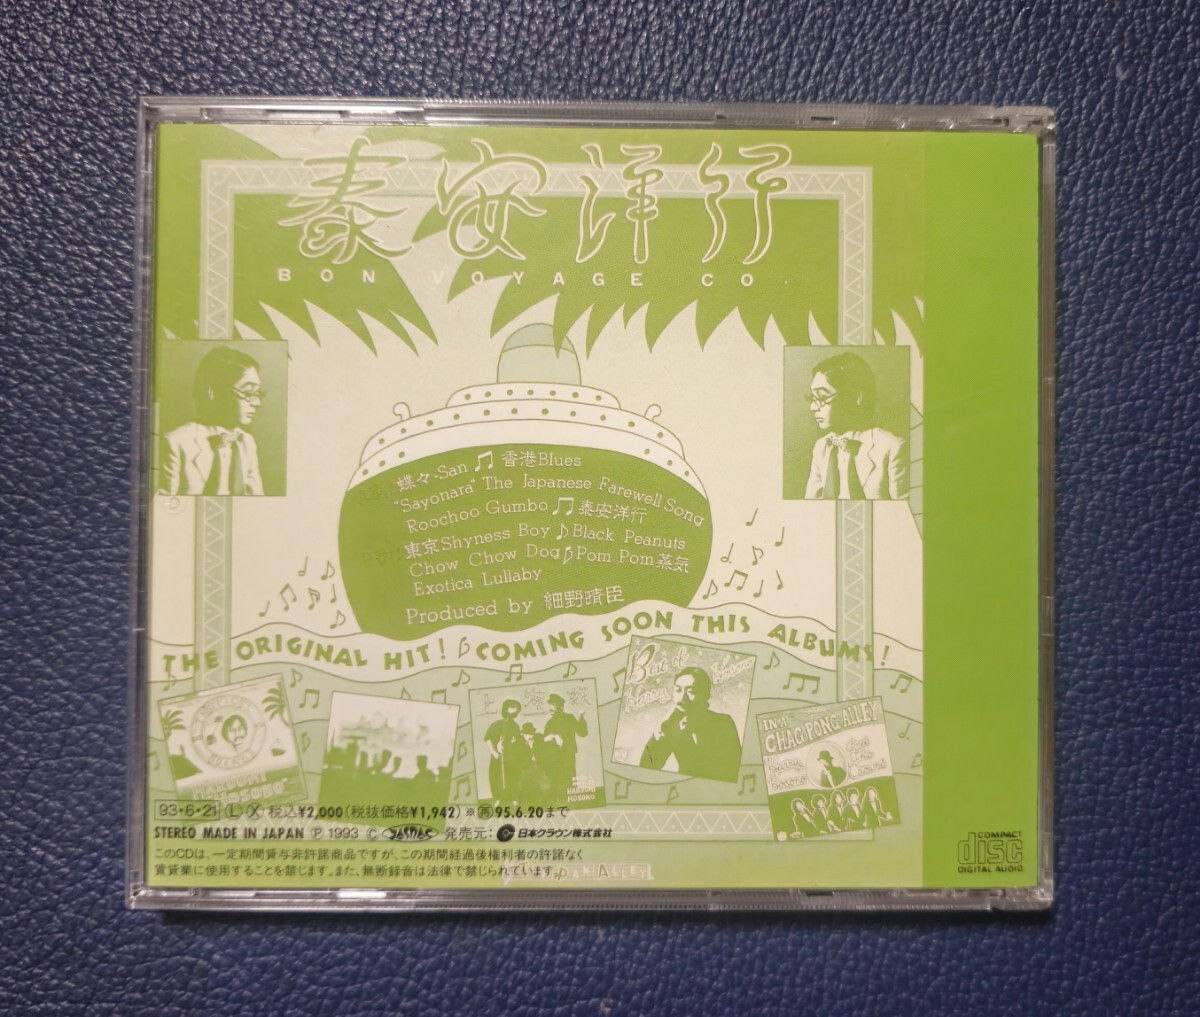 泰安洋行
BON VOYAGE CO.
蝶々-San ♫ 香港Blues
"Sayonara" The Japanese Farewell Song
Roochoo Gumbo ♫ 泰安洋行
東京Shyness Boy ♪ Black Peanuts
Chow Chow Dog ♪ Pom Pom 蒸気
Exotica Lullaby
Produced by 細野晴臣
THE ORIGINAL HIT! COMING SOON THIS ALBUMS!
Best of
Harry Hosono
IN A
CHAG PONG ALLEY
HARUOMI
HOSONO
93・6・21 Ⓛ Ⓧ 税込¥2,000(税抜価格¥1,942) ※ 再 95.6.20まで
STEREO MADE IN JAPAN Ⓟ 1993 Ⓒ JASRAC 発売元: 日本クラウン株式会社
このCDは、一定期間貸与非許諾商品ですが、この期間経過後権利者の許諾なく
賃貸業に使用することを禁じます。また、無断録音は法律で禁じられています。
COMPACT
disc
DIGITAL AUDIO